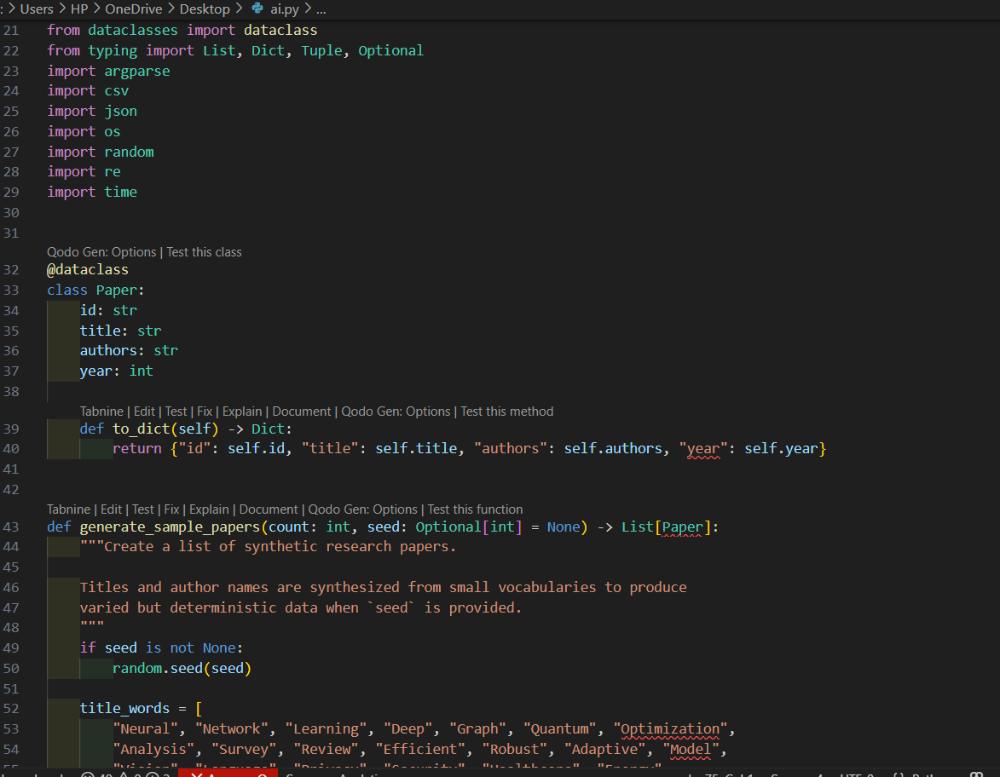 Users > HP > OneDrive > Desktop > ai.py > ...
21 from dataclasses import dataclass
22 from typing import List, Dict, Tuple, Optional
23 import argparse
24 import csv
25 import json
26 import os
27 import random
28 import re
29 import time
30
31
Qodo Gen: Options | Test this class
32 @dataclass
33 class Paper:
34     id: str
35     title: str
36     authors: str
37     year: int
38
Tabnine | Edit | Test | Fix | Explain | Document | Qodo Gen: Options | Test this method
39     def to_dict(self) -> Dict:
40         return {"id": self.id, "title": self.title, "authors": self.authors, "year": self.year}
41
42
Tabnine | Edit | Test | Fix | Explain | Document | Qodo Gen: Options | Test this function
43 def generate_sample_papers(count: int, seed: Optional[int] = None) -> List[Paper]:
44     """Create a list of synthetic research papers.
45
46     Titles and author names are synthesized from small vocabularies to produce
47     varied but deterministic data when `seed` is provided.
48     """
49     if seed is not None:
50         random.seed(seed)
51
52     title_words = [
53         "Neural", "Network", "Learning", "Deep", "Graph", "Quantum", "Optimization",
54         "Analysis", "Survey", "Review", "Efficient", "Robust", "Adaptive", "Model",